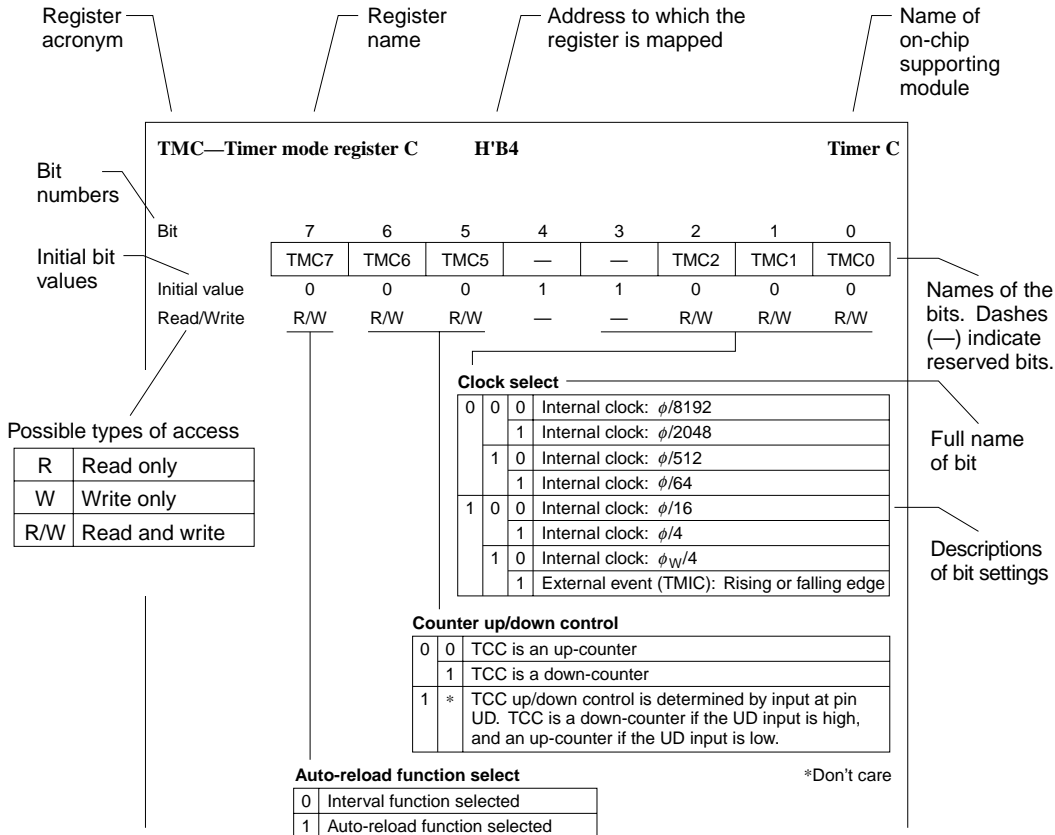 Register acronym
Register name
Address to which the register is mapped
Name of on-chip supporting module
TMC—Timer mode register C H'B4 Timer C
Bit numbers
Bit 7 6 5 4 3 2 1 0
Initial bit values
TMC7 TMC6 TMC5 — — TMC2 TMC1 TMC0
Initial value 0 0 0 1 1 0 0 0
Read/Write R/W R/W R/W — — R/W R/W R/W
Names of the bits. Dashes (—) indicate reserved bits.
Possible types of access
R Read only
W Write only
R/W Read and write
Clock select
0 0 0 Internal clock: ϕ/8192
1 Internal clock: ϕ/2048
1 0 Internal clock: ϕ/512
1 Internal clock: ϕ/64
1 0 0 Internal clock: ϕ/16
1 Internal clock: ϕ/4
1 0 Internal clock: ϕW/4
1 External event (TMIC): Rising or falling edge
Full name of bit
Descriptions of bit settings
Counter up/down control
0 0 TCC is an up-counter
1 TCC is a down-counter
1 * TCC up/down control is determined by input at pin
UD. TCC is a down-counter if the UD input is high,
and an up-counter if the UD input is low.
*Don't care
Auto-reload function select
0 Interval function selected
1 Auto-reload function selected